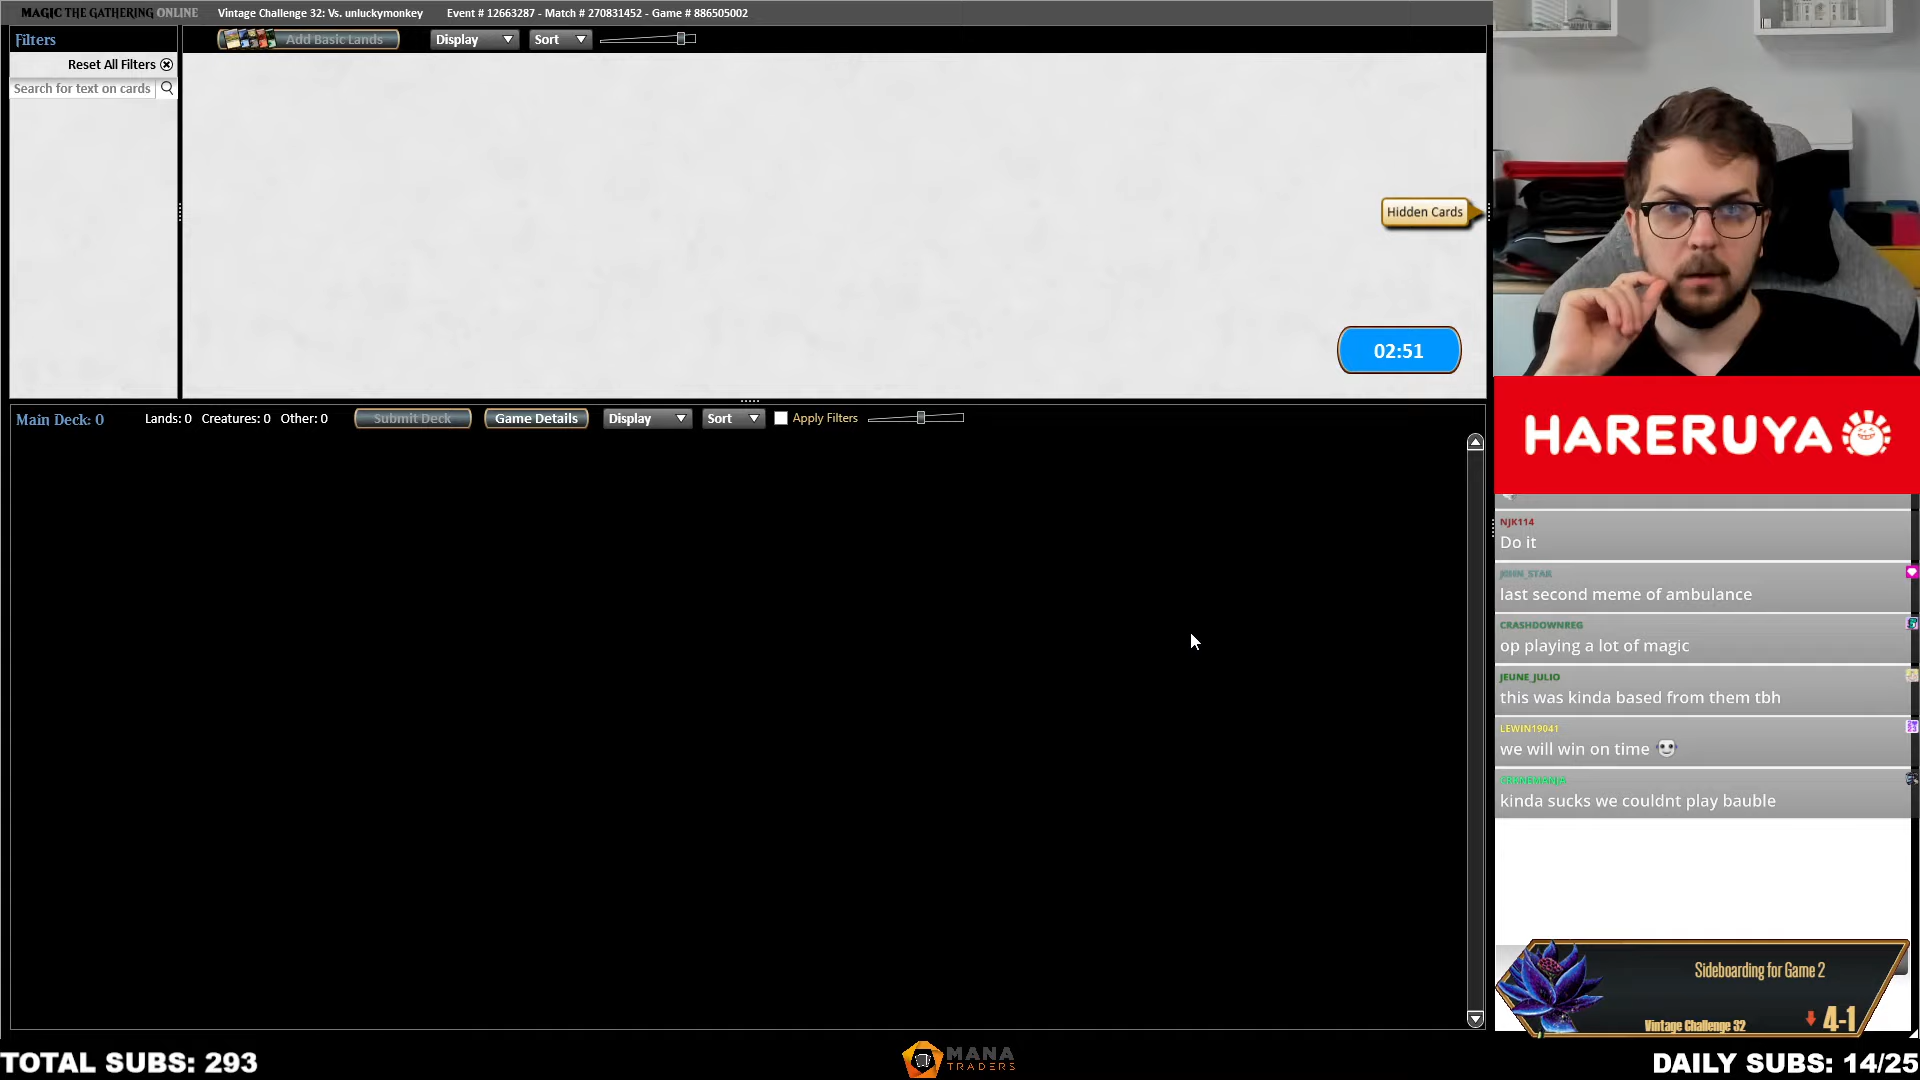 MAGIC THE GATHERING ONLINE Vintage Challenge 32: Vs. unluckymonkey Event # 12663287 - Match # 270831452 - Game # 886505002
Filters
Add Basic Lands Display Sort
Reset All Filters
Search for text on cards
Hidden Cards
02:51
Main Deck: 0 Lands: 0 Creatures: 0 Other: 0 Submit Deck Game Details Display Sort Apply Filters
HARERUYA
NJK114
Do it
last second meme of ambulance
CRASHDOWNREG
op playing a lot of magic
JEUNE_JULIO
this was kinda based from them tbh
LEWIN19041
we will win on time
kinda sucks we couldnt play bauble
Sideboarding for Game 2
Vintage Challenge 32 4-1
TOTAL SUBS: 293
MANA
TRADERS
DAILY SUBS: 14/25